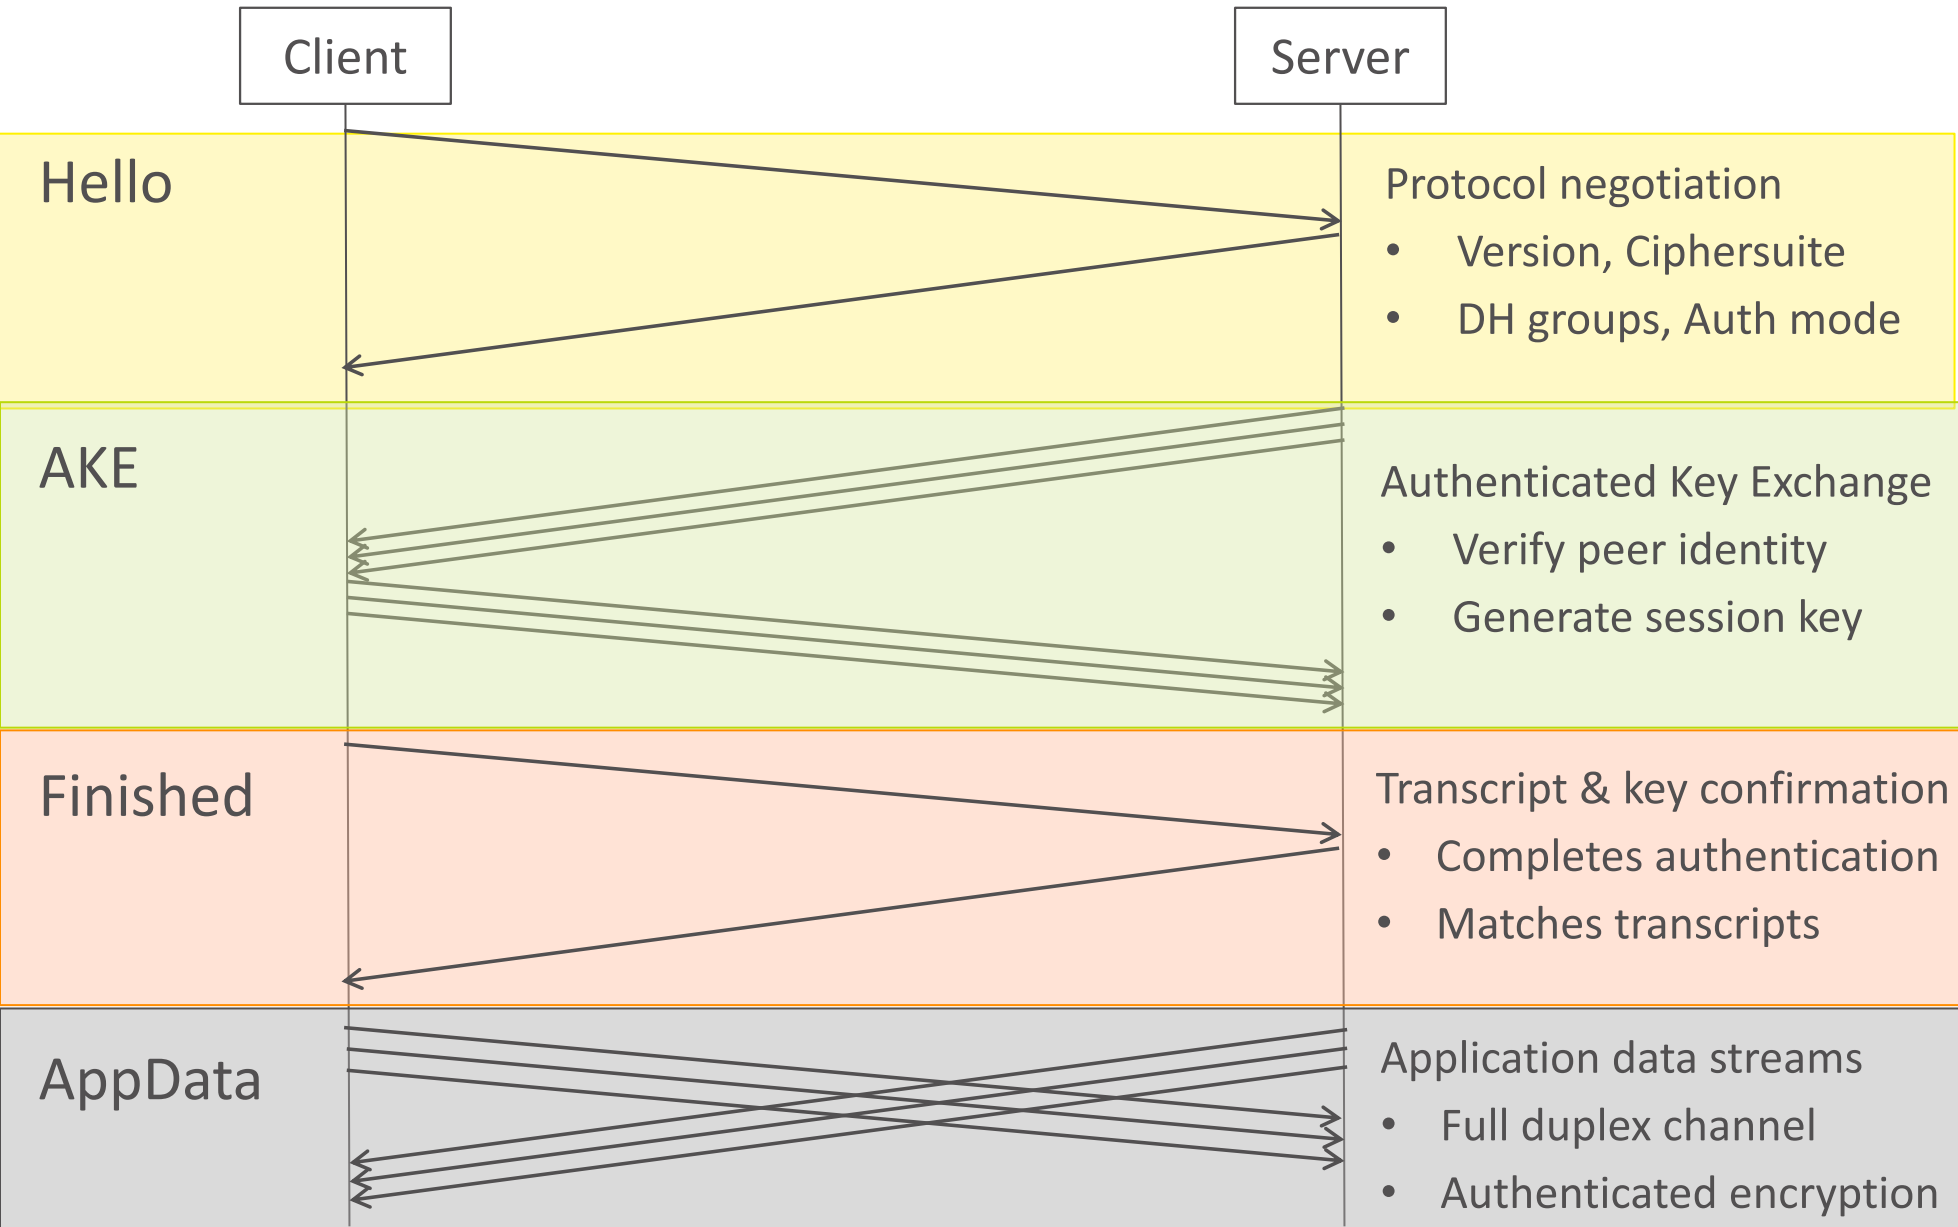 Client
Server
Hello
Protocol negotiation
• Version, Ciphersuite
• DH groups, Auth mode
AKE
Authenticated Key Exchange
• Verify peer identity
• Generate session key
Finished
Transcript & key confirmation
• Completes authentication
• Matches transcripts
AppData
Application data streams
• Full duplex channel
• Authenticated encryption